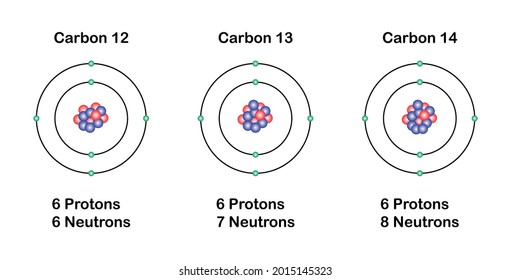 Carbon 12 Carbon 13 Carbon 14
6 Protons 6 Protons 6 Protons
6 Neutrons 7 Neutrons 8 Neutrons
shutterstock.com · 2015145323